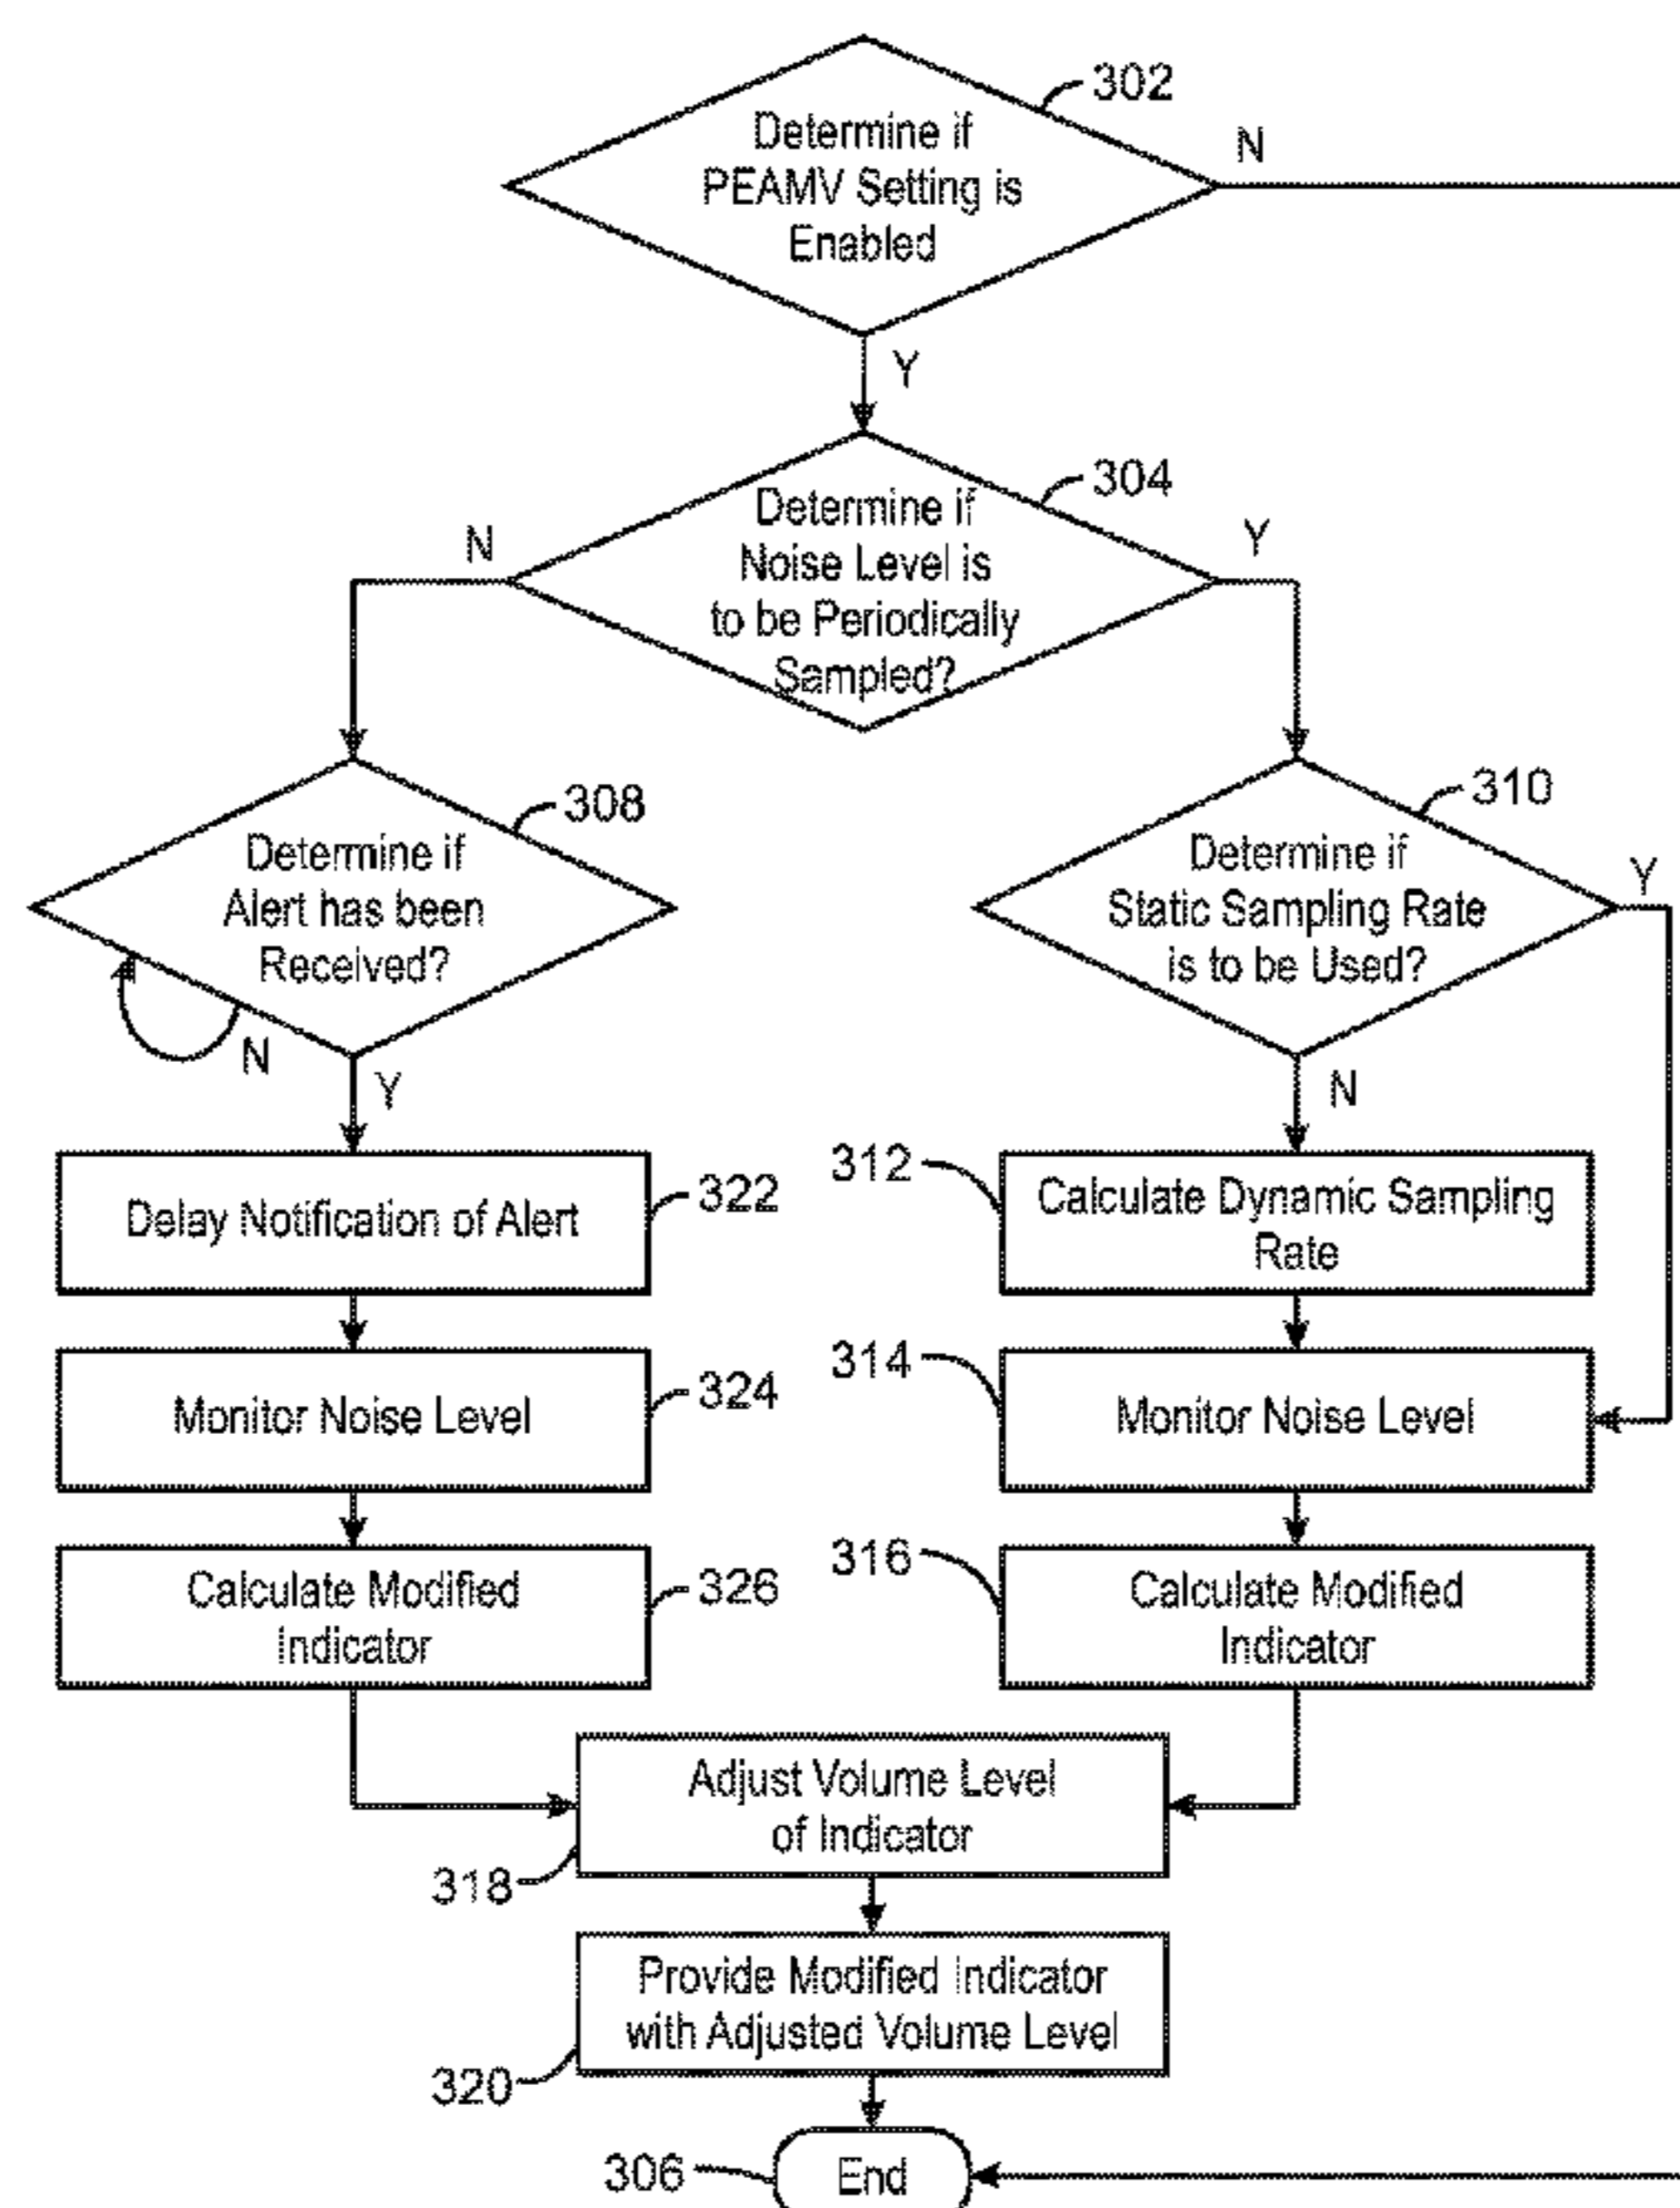 302
Determine if
PEAMV Setting is
Enabled
N
Y
304
Determine if
Noise Level is
to be Periodically
Sampled?
N
Y
308
Determine if
Alert has been
Received?
N
Y
310
Determine if
Static Sampling Rate
is to be Used?
Y
N
Delay Notification of Alert
322
312
Calculate Dynamic Sampling
Rate
Monitor Noise Level
324
314
Monitor Noise Level
Calculate Modified
Indicator
326
316
Calculate Modified
Indicator
Adjust Volume Level
of Indicator
318
Provide Modified Indicator
with Adjusted Volume Level
320
306
End